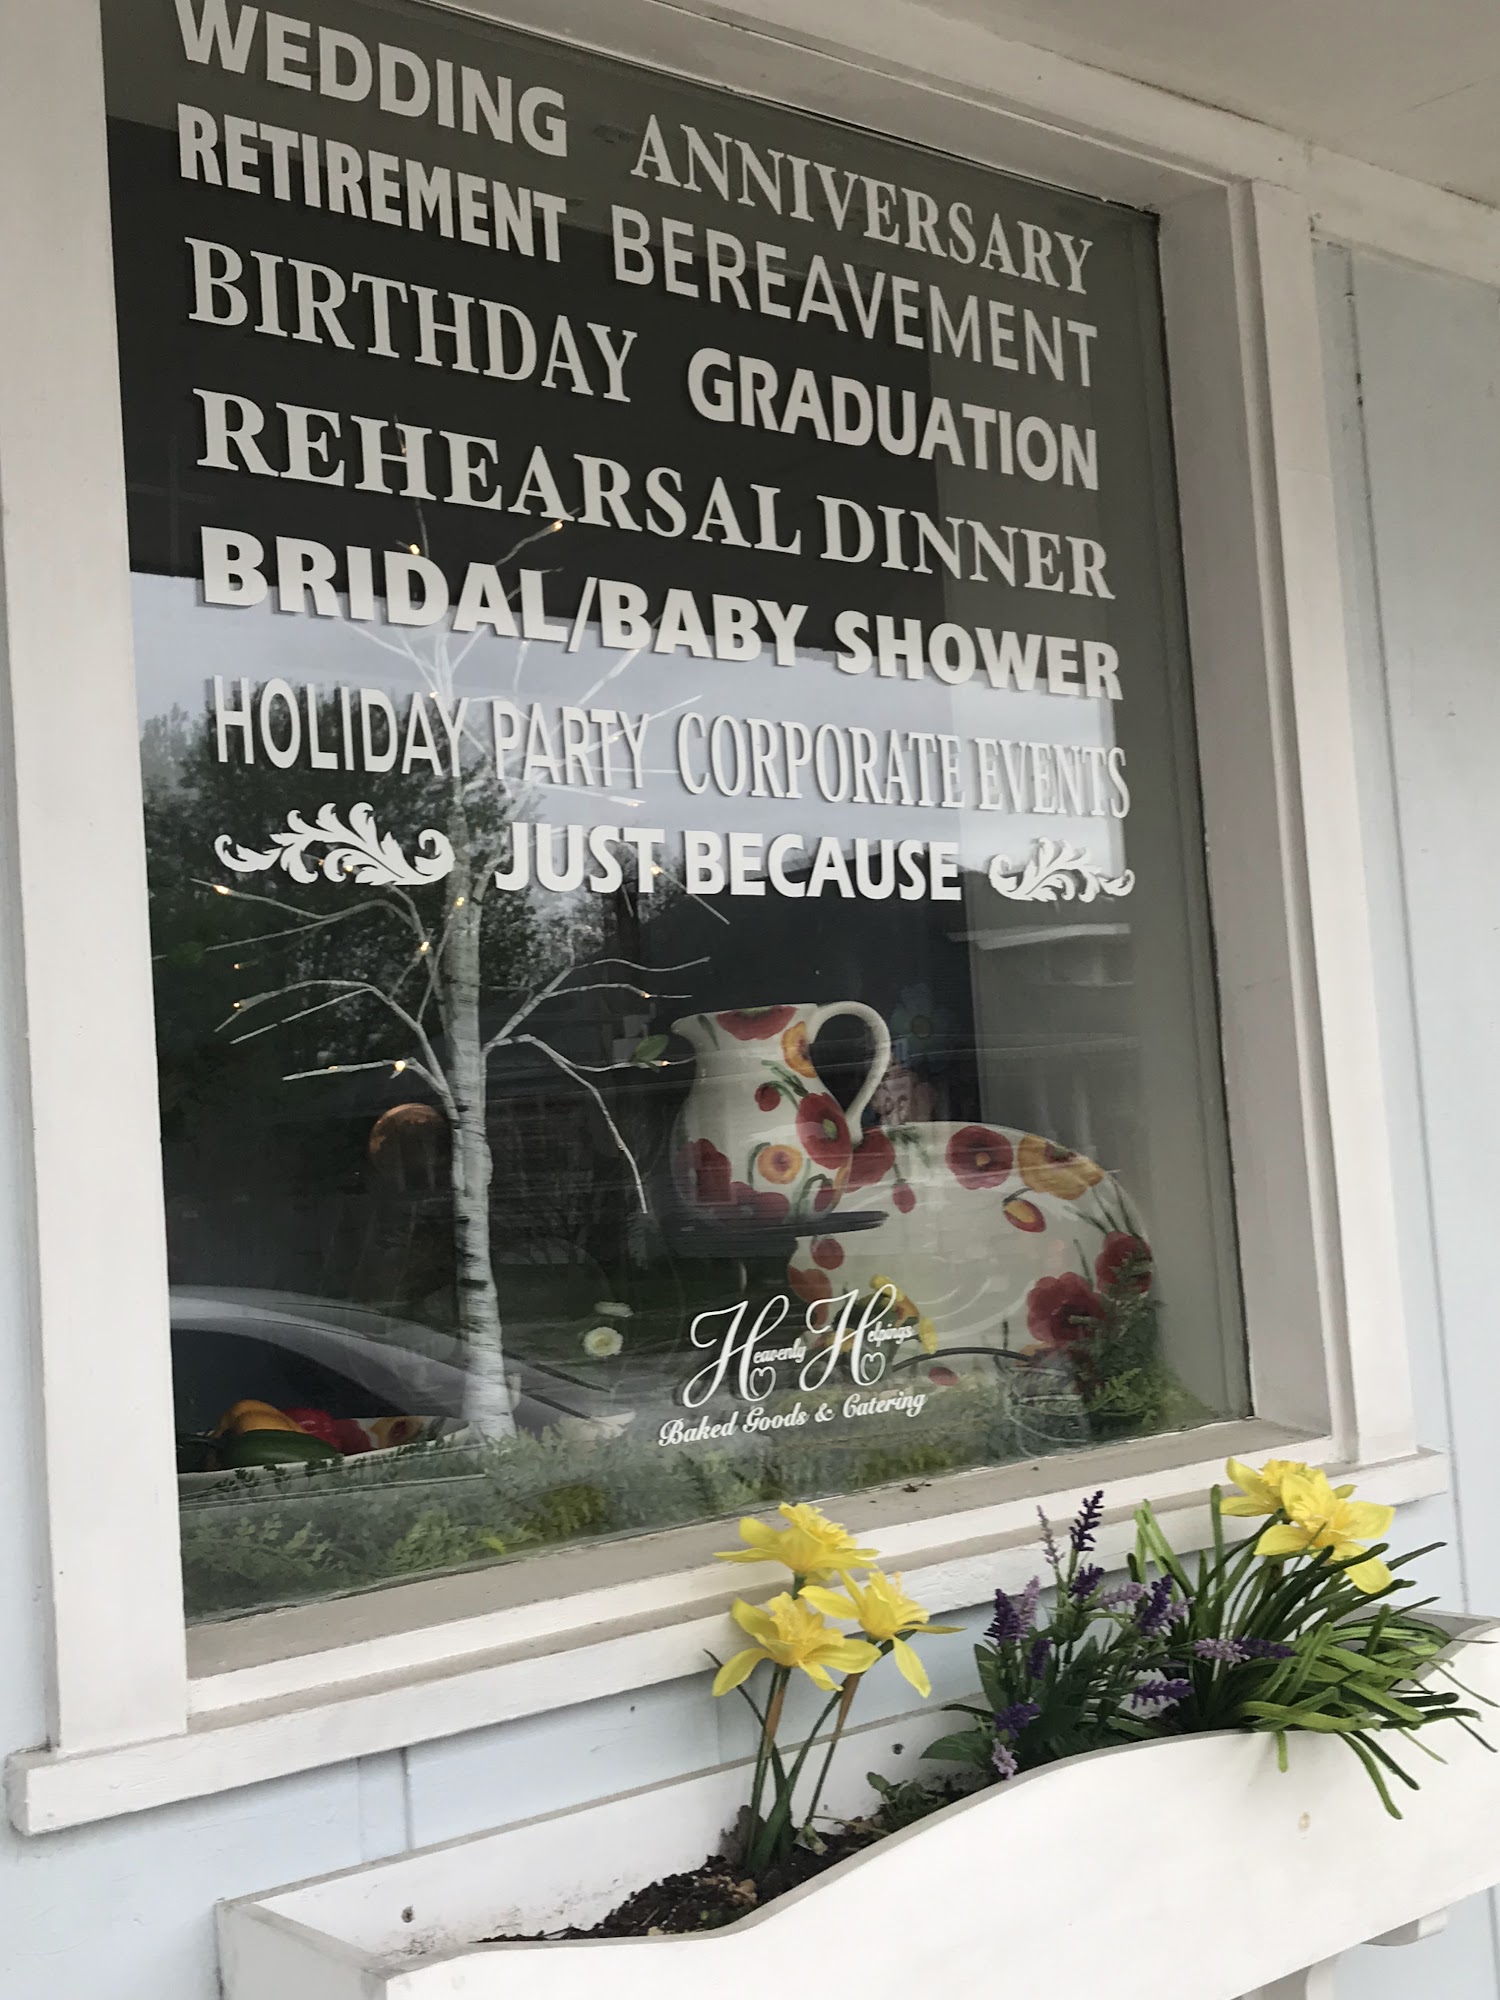 WEDDING ANNIVERSARY
RETIREMENT BEREAVEMENT
BIRTHDAY GRADUATION
REHEARSAL DINNER
BRIDAL/BABY SHOWER
HOLIDAY PARTY CORPORATE EVENTS
JUST BECAUSE
Heavenly Helpings
Baked Goods & Catering